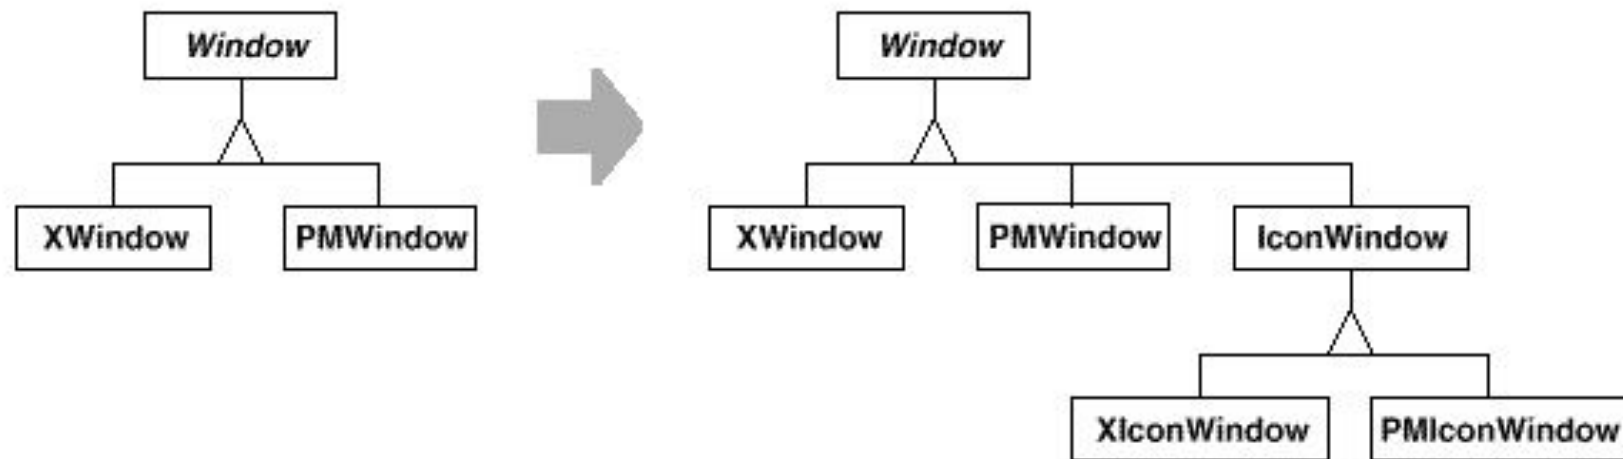 Window
XWindow
PMWindow
Window
XWindow
PMWindow
IconWindow
XIconWindow
PMIconWindow